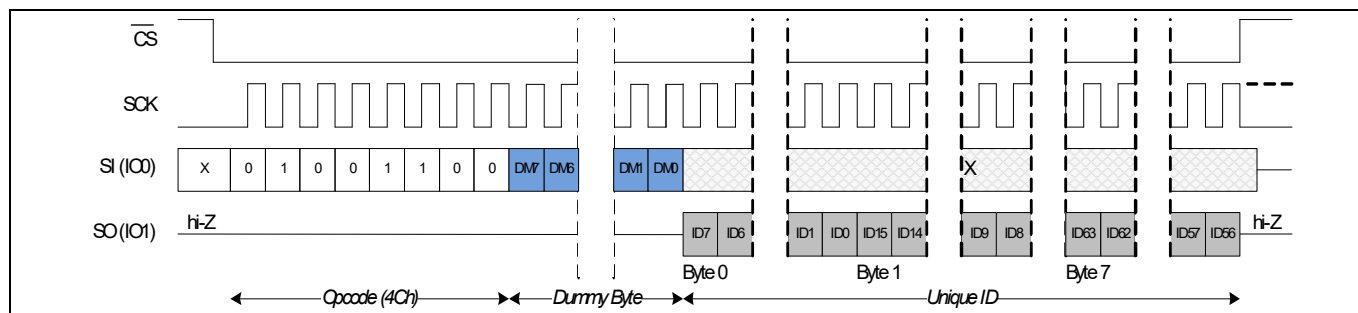 CS
SCK
SI (IO0) X 0 1 0 0 1 1 0 0 DM7 DM6 DM1 DM0 X
SO (IO1) hi-Z ID7 ID6 ID1 ID0 ID15 ID14 ID9 ID8 ID63 ID62 ID57 ID56 hi-Z
Byte 0 Byte 1 Byte 7
Opcode (4Ch) Dummy Byte Unique ID